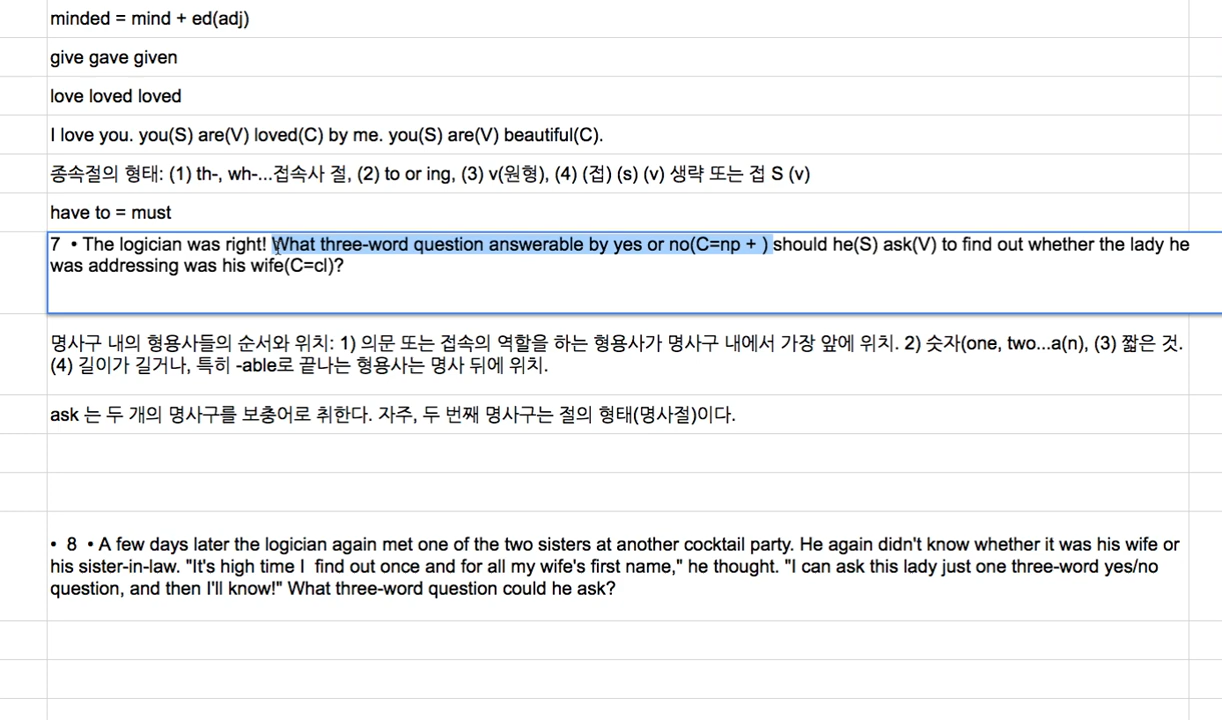 minded = mind + ed(adj)
give gave given
love loved loved
I love you. you(S) are(V) loved(C) by me. you(S) are(V) beautiful(C).
종속절의 형태: (1) th-, wh-...접속사 절, (2) to or ing, (3) v(원형), (4) (접) (s) (v) 생략 또는 접 S (v)
have to = must
7  • The logician was right! What three-word question answerable by yes or no(C=np + ) should he(S) ask(V) to find out whether the lady he
was addressing was his wife(C=cl)?
명사구 내의 형용사들의 순서와 위치: 1) 의문 또는 접속의 역할을 하는 형용사가 명사구 내에서 가장 앞에 위치. 2) 숫자(one, two...a(n), (3) 짧은 것.
(4) 길이가 길거나, 특히 -able로 끝나는 형용사는 명사 뒤에 위치.
ask 는 두 개의 명사구를 보충어로 취한다. 자주, 두 번째 명사구는 절의 형태(명사절)이다.
•  8  • A few days later the logician again met one of the two sisters at another cocktail party. He again didn't know whether it was his wife or
his sister-in-law. "It's high time I  find out once and for all my wife's first name," he thought. "I can ask this lady just one three-word yes/no
question, and then I'll know!" What three-word question could he ask?